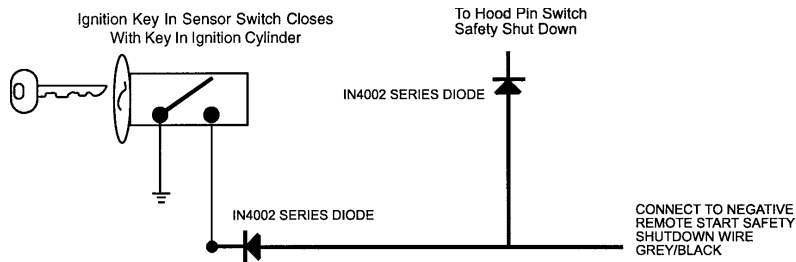 Ignition Key In Sensor Switch Closes
With Key In Ignition Cylinder
To Hood Pin Switch
Safety Shut Down
IN4002 SERIES DIODE
IN4002 SERIES DIODE
CONNECT TO NEGATIVE
REMOTE START SAFETY
SHUTDOWN WIRE
GREY/BLACK